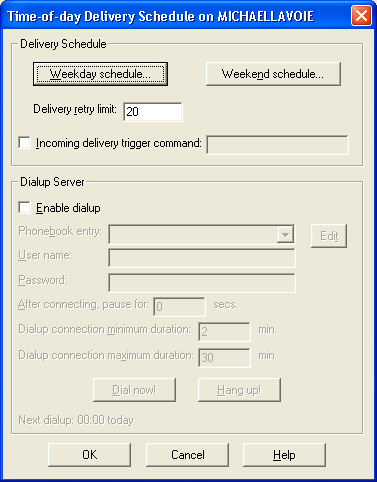 Time-of-day Delivery Schedule on MICHAELLAVOIE
Delivery Schedule
Weekday schedule... Weekend schedule...
Delivery retry limit: 20
Incoming delivery trigger command:
Dialup Server
Enable dialup
Phonebook entry: Edit
User name:
Password:
After connecting, pause for: 0 secs.
Dialup connection minimum duration: 2 min.
Dialup connection maximum duration: 30 min.
Dial now! Hang up!
Next dialup: 00:00 today
OK Cancel Help